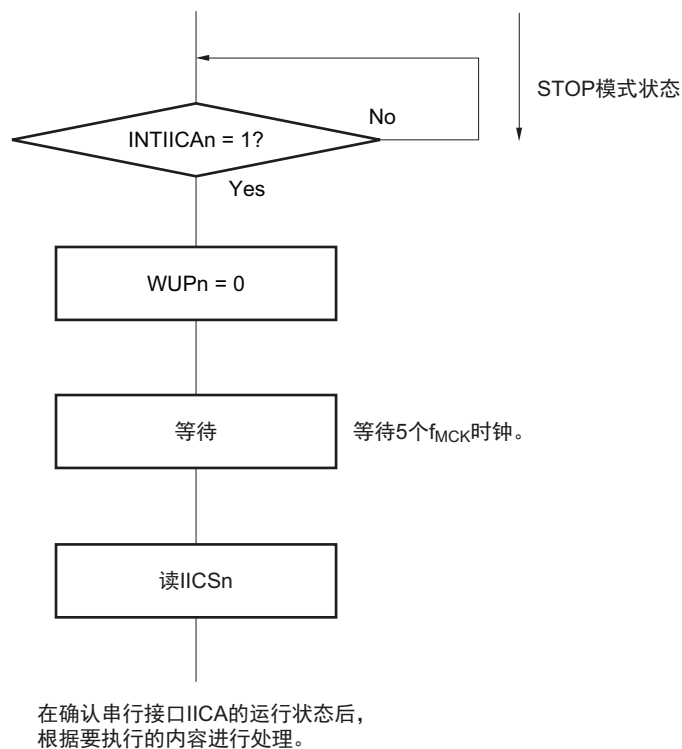 STOP模式状态
No
INTIICAn = 1?
Yes
WUPn = 0
等待
等待5个fMCK时钟。
读IICSn
在确认串行接口IICA的运行状态后，
根据要执行的内容进行处理。